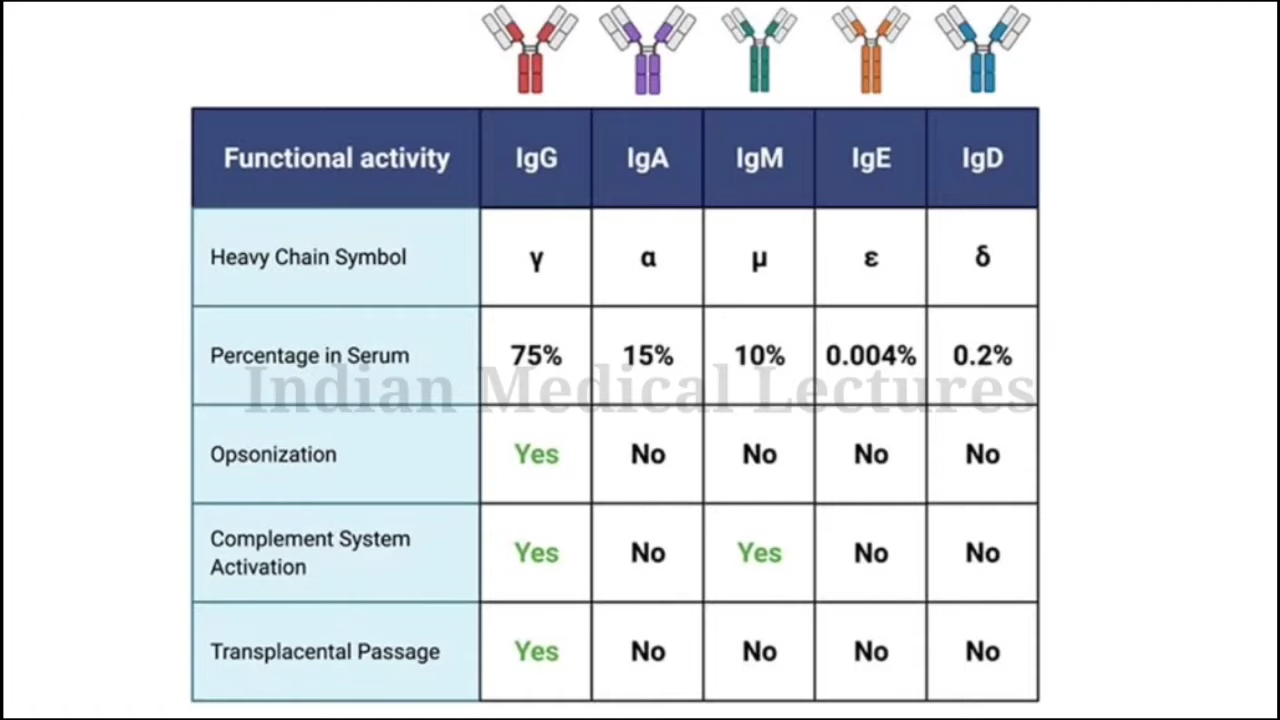 Functional activity IgG IgA IgM IgE IgD
Heavy Chain Symbol γ α μ ε δ
Percentage in Serum 75% 15% 10% 0.004% 0.2%
Indian Medical Lectures
Opsonization Yes No No No No
Complement System
Activation Yes No Yes No No
Transplacental Passage Yes No No No No